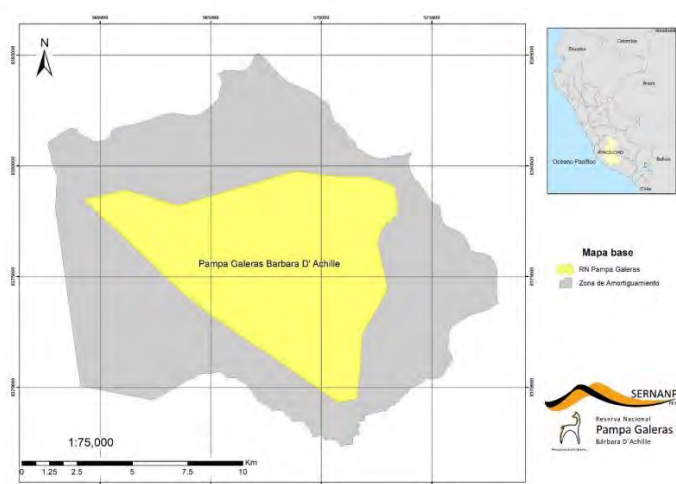 N
Pampa Galeras Bárbara D' Achille
1:75,000
Km
0 1.25 2.5 5 7.5 10
Ecuador
Colombia
Brasil
AYACUCHO
Océano Pacífico
Bolivia
Chile
Mapa base
RN Pampa Galeras
Zona de Amortiguamiento
SERNANP
Reserva Nacional
Pampa Galeras
Bárbara D'Achille